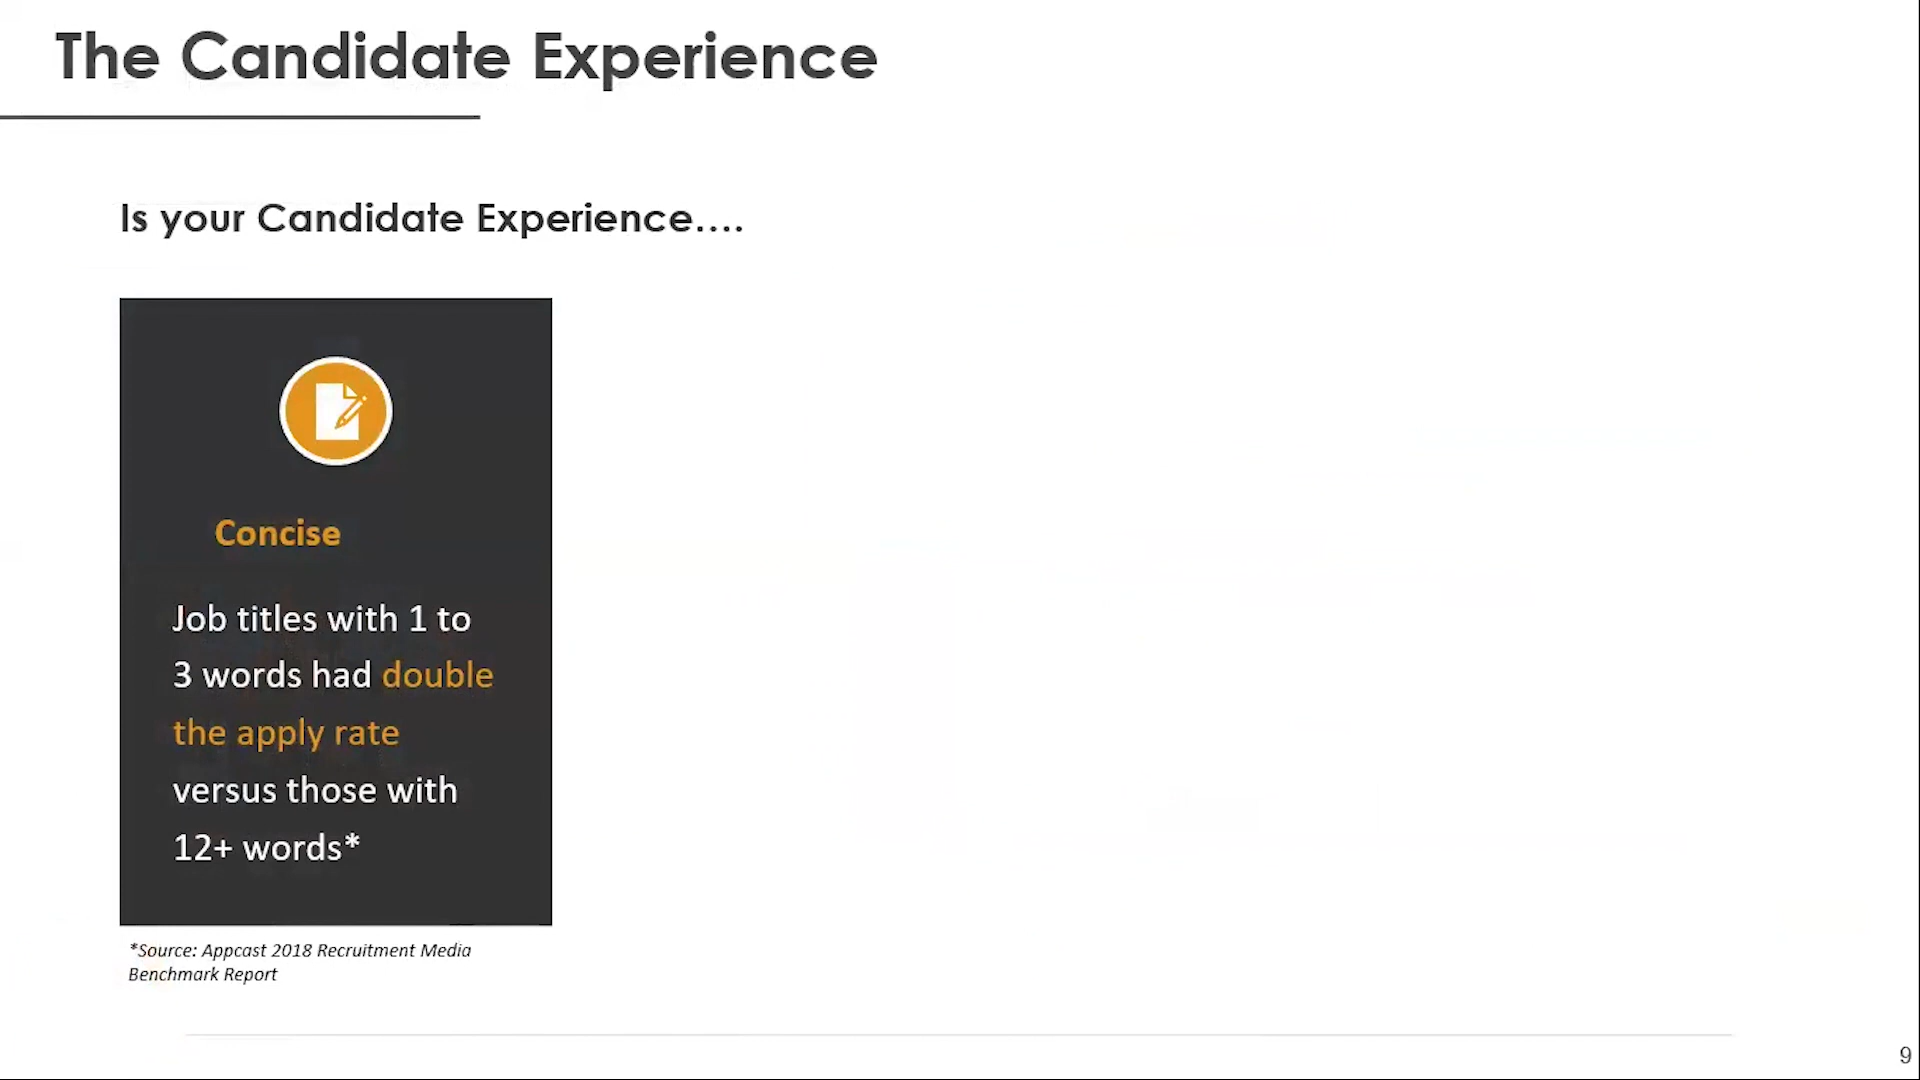 The Candidate Experience
Is your Candidate Experience....
Concise
Job titles with 1 to
3 words had double
the apply rate
versus those with
12+ words*
*Source: Appcast 2018 Recruitment Media
Benchmark Report
9